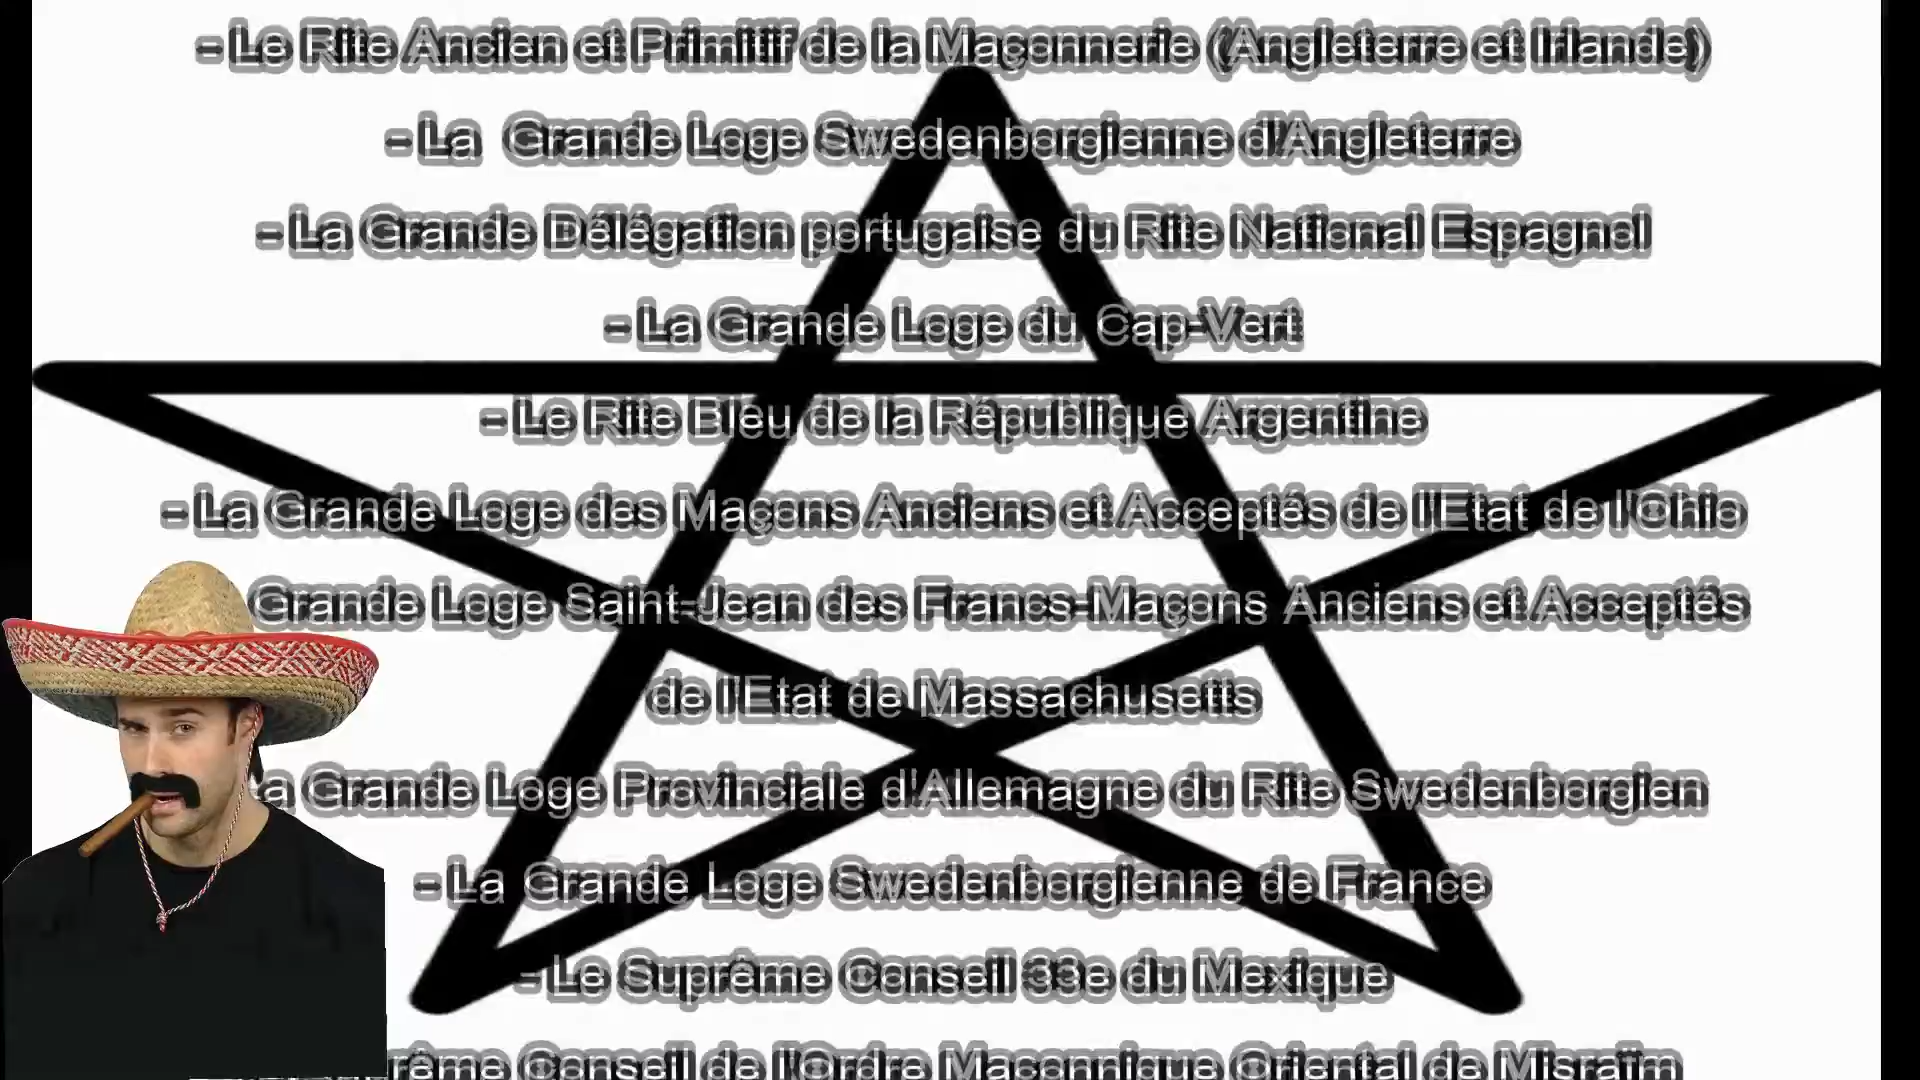 - Le Rite Ancien et Primitif de la Maçonnerie (Angleterre et Irlande)
- La Grande Loge Swedenborgienne d'Angleterre
- La Grande Délégation portugaise du Rite National Espagnol
- La Grande Loge du Cap-Vert
- Le Rite Bleu de la République Argentine
- La Grande Loge des Maçons Anciens et Acceptés de l'Etat de l'Ohio
Grande Loge Saint-Jean des Francs-Maçons Anciens et Acceptés
de l'Etat de Massachusetts
a Grande Loge Provinciale d'Allemagne du Rite Swedenborgien
- La Grande Loge Swedenborgienne de France
- Le Suprême Conseil 33e du Mexique
rême Conseil de l'Ordre Maçonnique Oriental de Misraïm